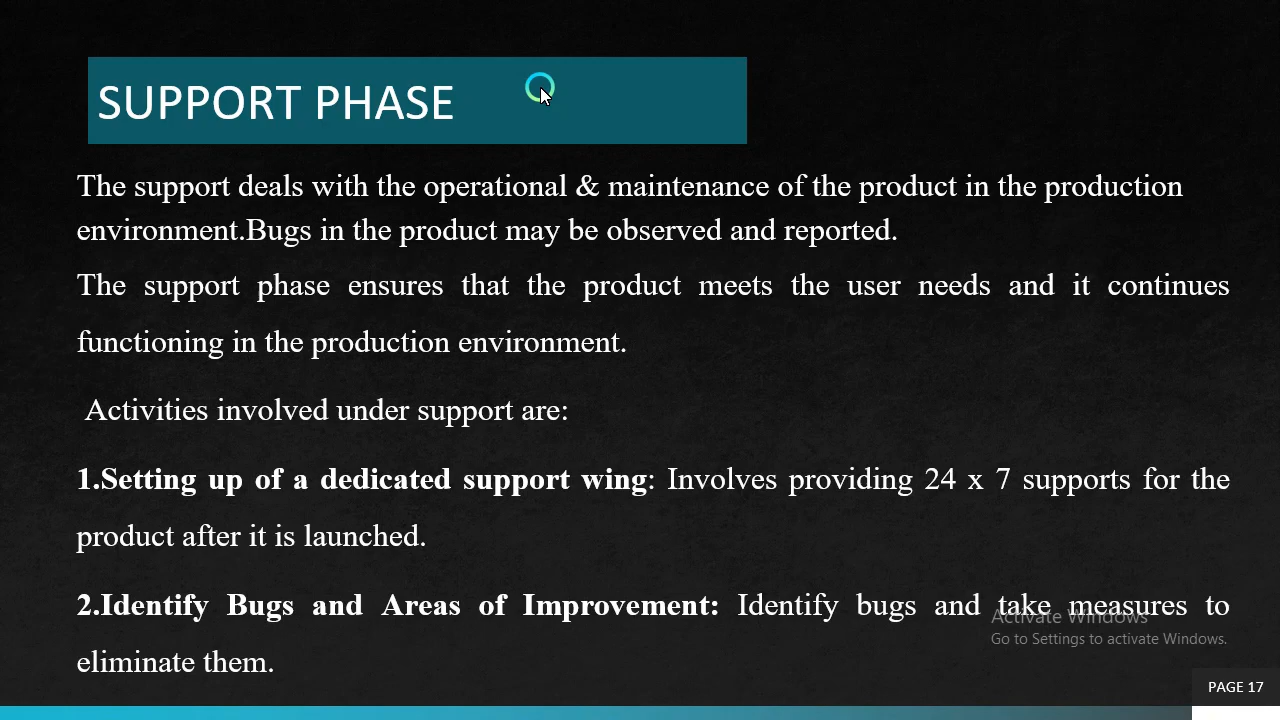 SUPPORT PHASE
The support deals with the operational & maintenance of the product in the production
environment.Bugs in the product may be observed and reported.
The support phase ensures that the product meets the user needs and it continues
functioning in the production environment.
Activities involved under support are:
1.Setting up of a dedicated support wing: Involves providing 24 x 7 supports for the
product after it is launched.
2.Identify Bugs and Areas of Improvement: Identify bugs and take measures to
eliminate them.
Activate Windows
Go to Settings to activate Windows.
PAGE 17